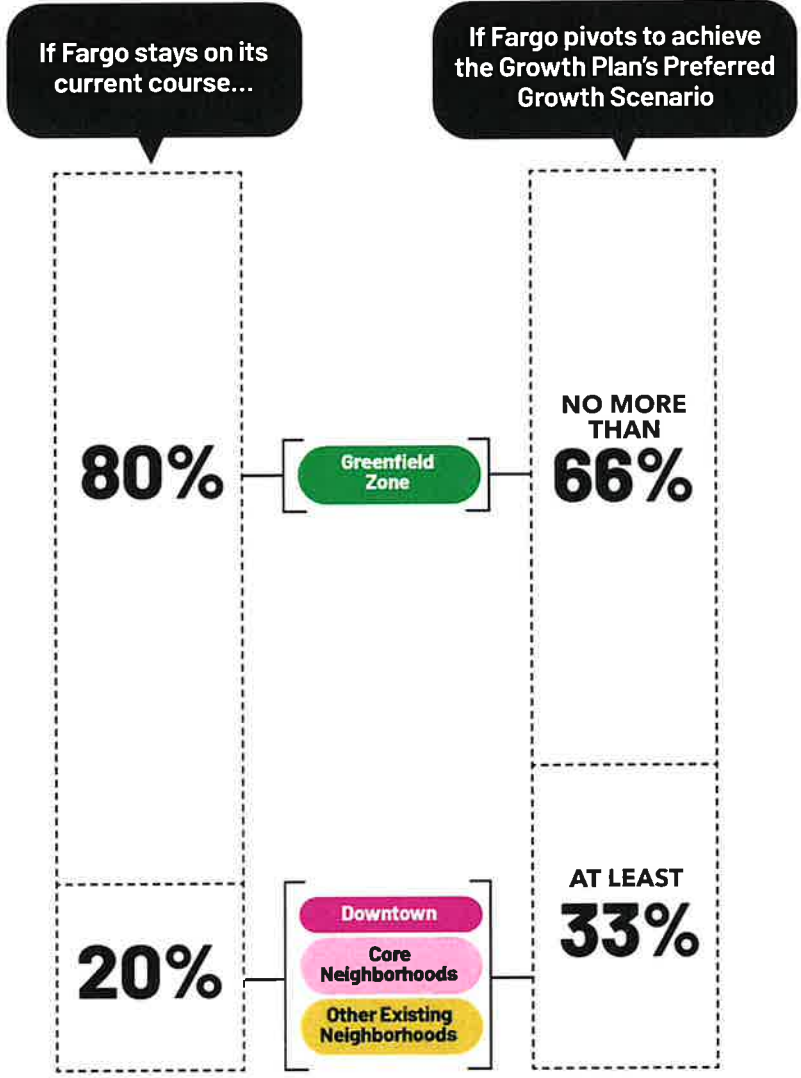 If Fargo stays on its
current course...
If Fargo pivots to achieve
the Growth Plan's Preferred
Growth Scenario
80%
Greenfield
Zone
NO MORE
THAN
66%
20%
Downtown
Core
Neighborhoods
Other Existing
Neighborhoods
AT LEAST
33%